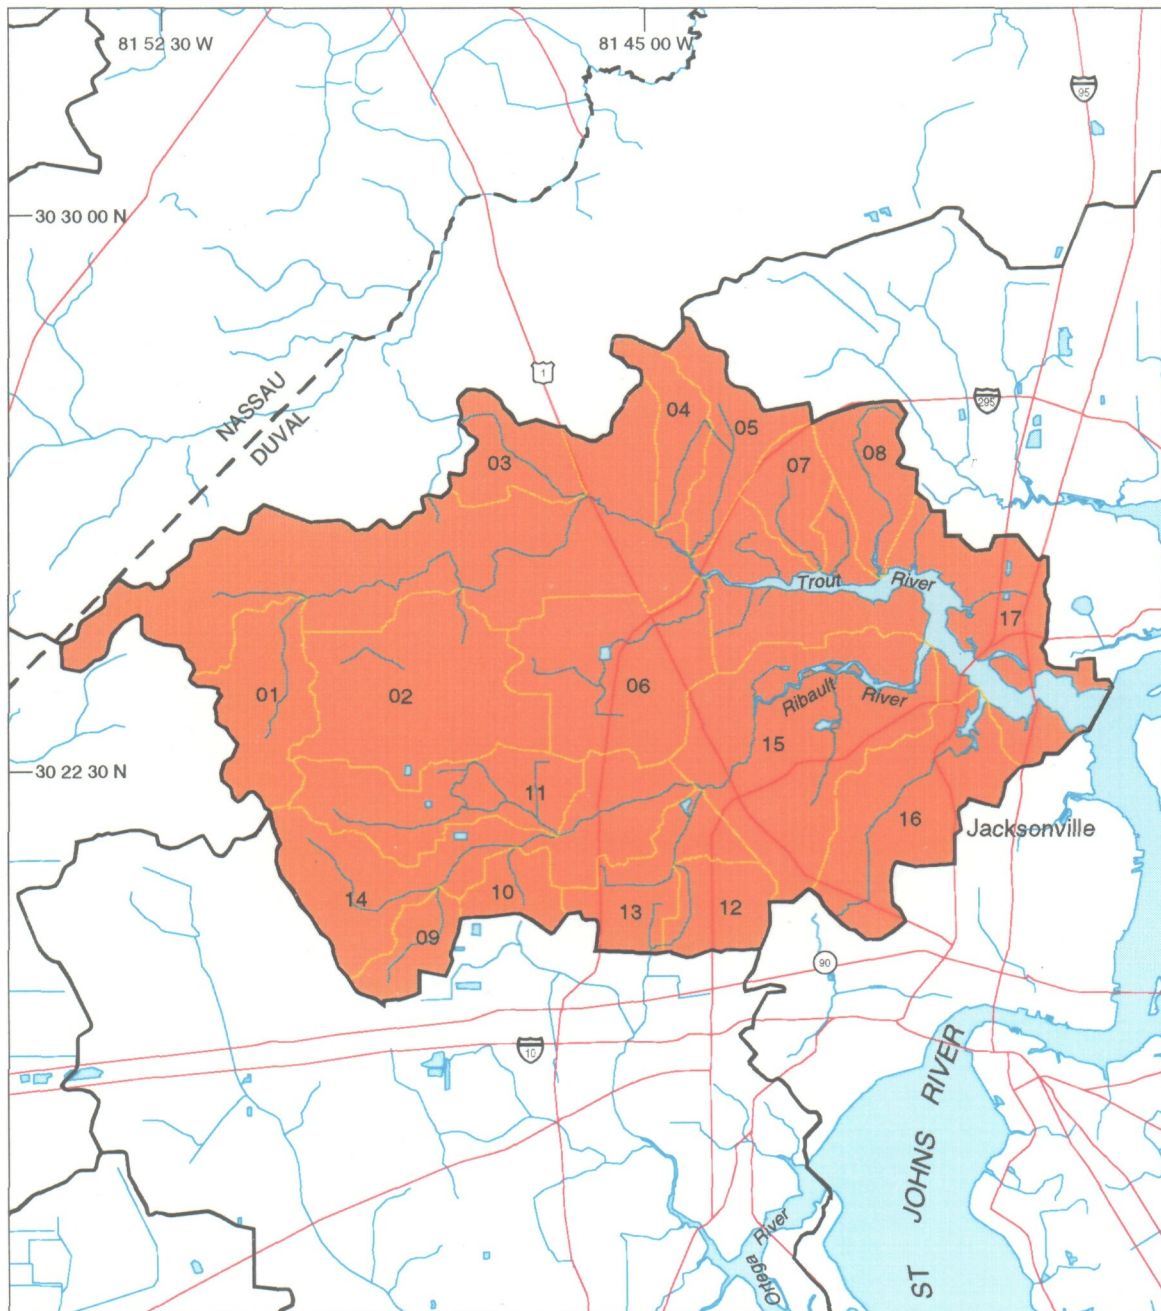 81 52 30 W
81 45 00 W
95
30 30 00 N
1
NASSAU
DUVAL
295
04
05
03
07
08
Trout River
17
01
02
06
Ribault River
15
30 22 30 N
11
16
Jacksonville
14
10
13
12
09
90
10
ST JOHNS RIVER
Ortega River